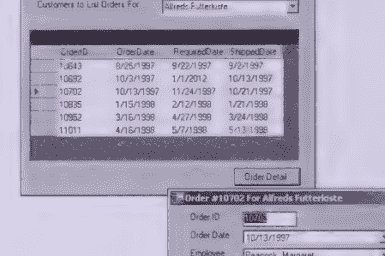 Customers to List Orders For
Alfreds Futterkiste
OrderID OrderDate RequiredDate ShippedDate
10643 8/25/1997 9/22/1997 9/2/1997
10692 10/3/1997 1/1/2012 10/13/1997
10702 10/13/1997 11/24/1997 10/21/1997
10835 1/15/1998 2/12/1998 1/21/1998
10952 3/16/1998 4/27/1998 3/24/1998
11011 4/16/1998 5/7/1998 5/13/1998
Order Detail
Order #10702 For Alfreds Futterkiste
Order ID 10702
Order Date 10/13/1997
Employee Peacock, Margaret